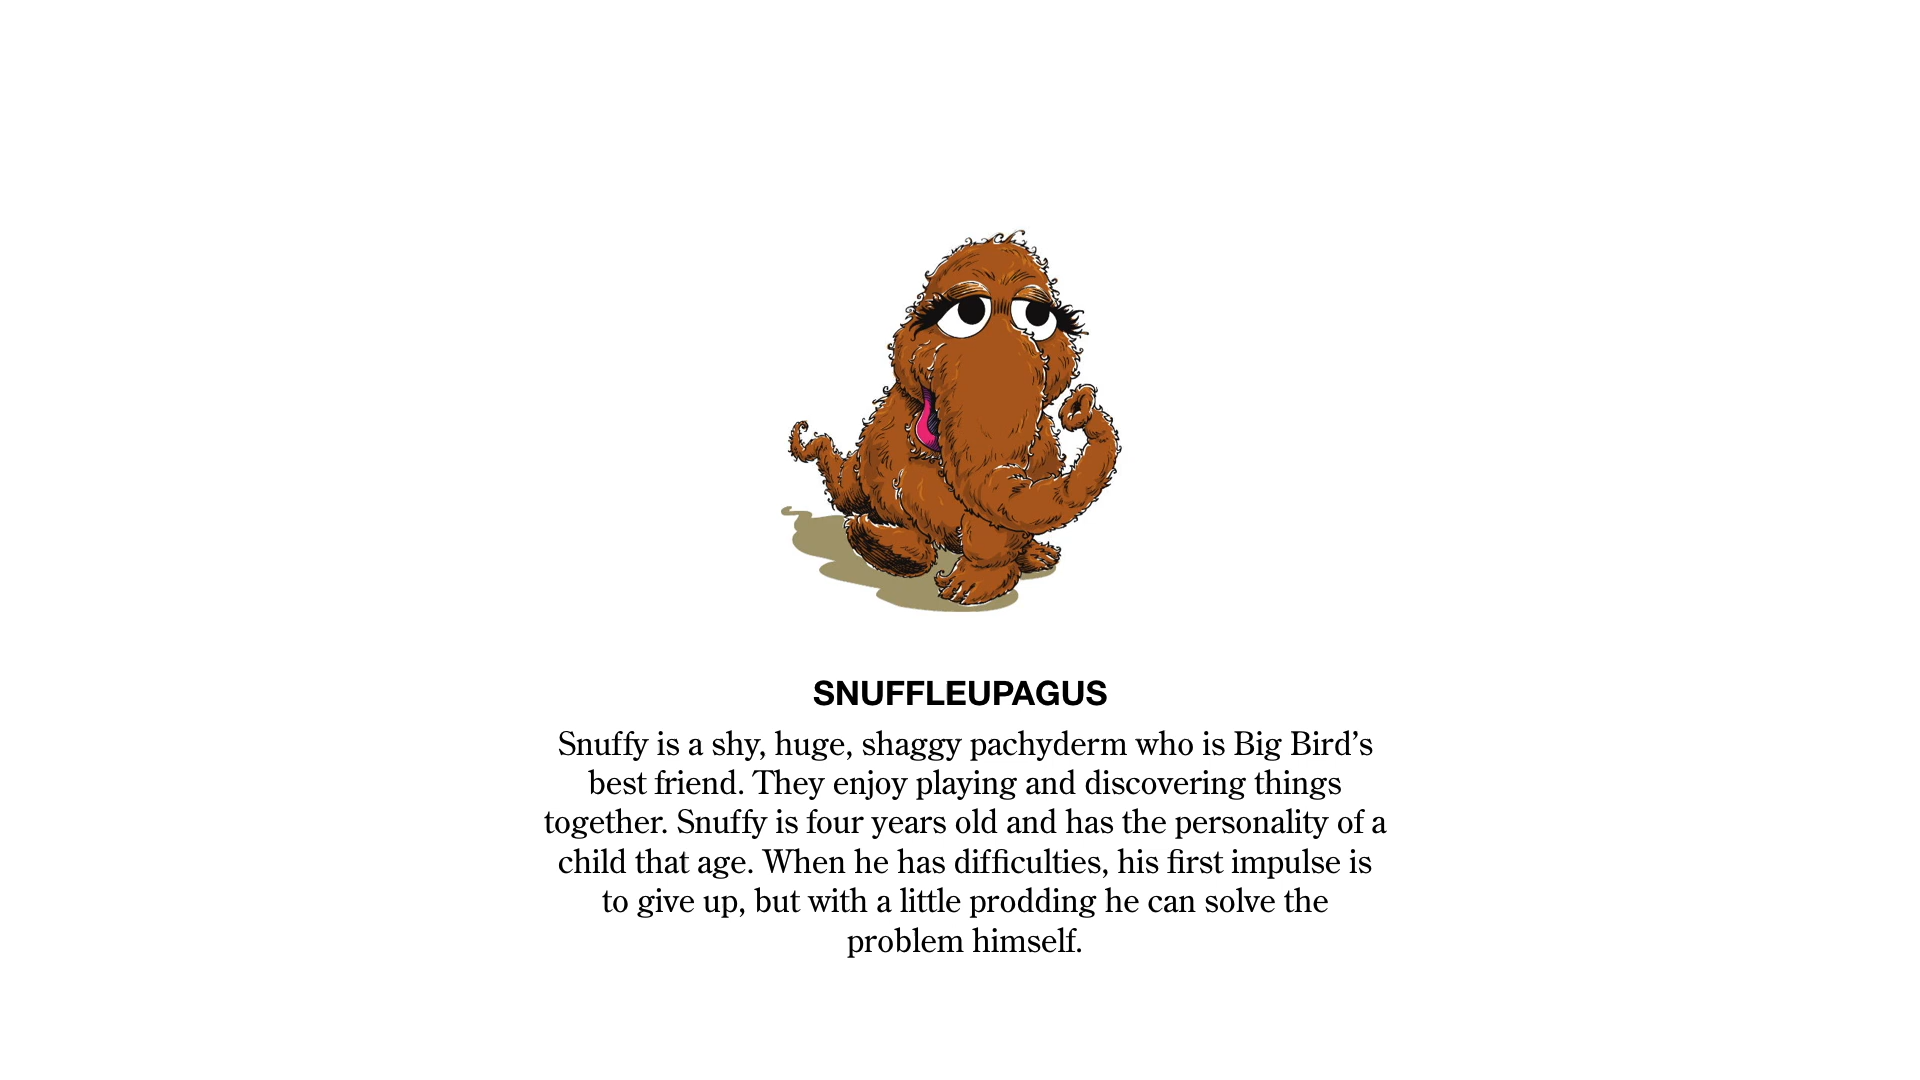 SNUFFLEUPAGUS
Snuffy is a shy, huge, shaggy pachyderm who is Big Bird’s
best friend. They enjoy playing and discovering things
together. Snuffy is four years old and has the personality of a
child that age. When he has difficulties, his first impulse is
to give up, but with a little prodding he can solve the
problem himself.